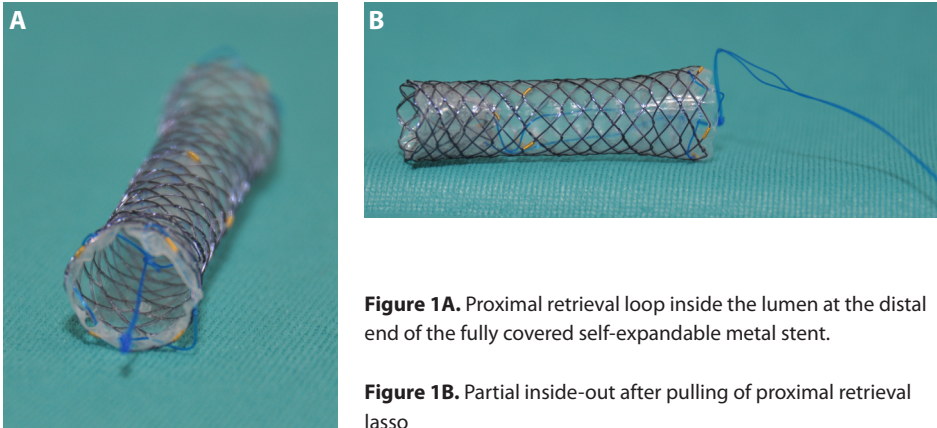 A
B
Figure 1A. Proximal retrieval loop inside the lumen at the distal
end of the fully covered self-expandable metal stent.
Figure 1B. Partial inside-out after pulling of proximal retrieval
lasso